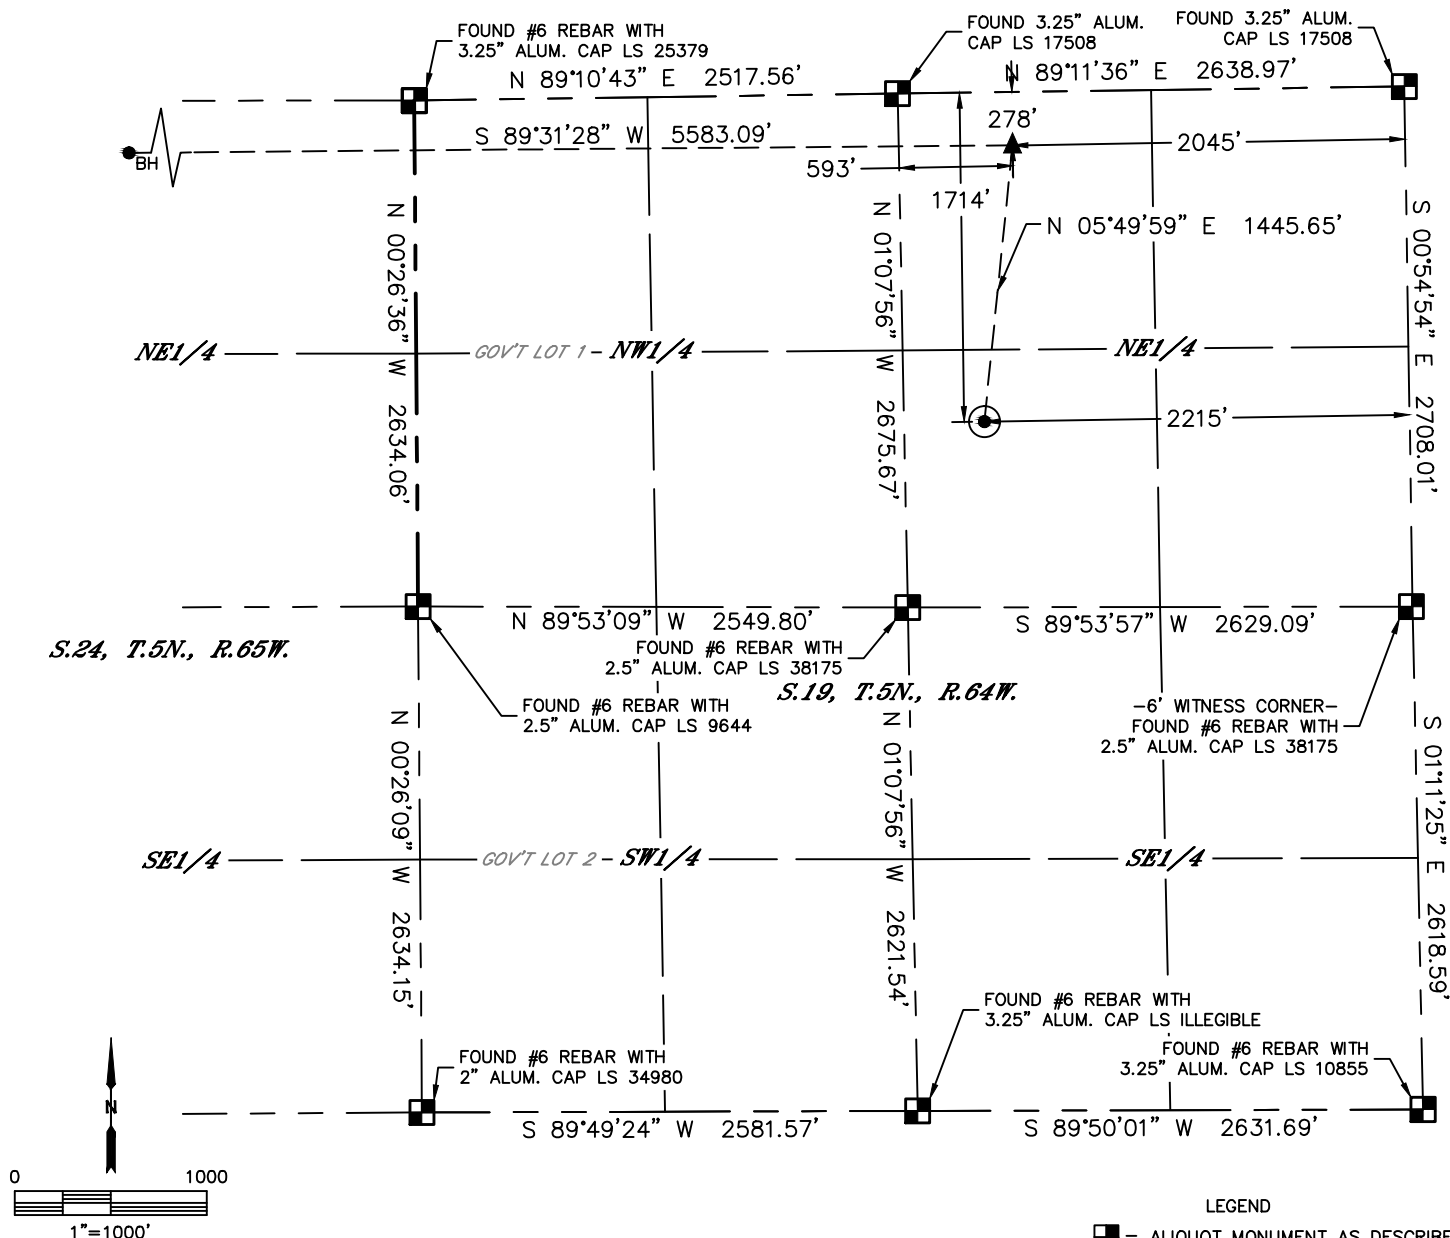 FOUND #6 REBAR WITH
3.25" ALUM. CAP LS 25379
FOUND 3.25" ALUM.
CAP LS 17508
FOUND 3.25" ALUM.
CAP LS 17508
N 89°10'43" E 2517.56'
N 89°11'36" E 2638.97'
S 89°31'28" W 5583.09'
BH
278'
2045'
593'
1714'
N 05°49'59" E 1445.65'
N 00°26'36" W 2634.06'
N 01°07'56" W 2675.67'
S 00°54'54" E 2708.01'
NE1/4
GOV'T LOT 1
NW1/4
NE1/4
2215'
N 89°53'09" W 2549.80'
S 89°53'57" W 2629.09'
S.24, T.5N., R.65W.
FOUND #6 REBAR WITH
2.5" ALUM. CAP LS 38175
S.19, T.5N., R.64W.
FOUND #6 REBAR WITH
2.5" ALUM. CAP LS 9644
-6' WITNESS CORNER-
FOUND #6 REBAR WITH
2.5" ALUM. CAP LS 38175
N 00°26'09" W 2634.15'
N 01°07'56" W 2621.54'
S 01°11'25" E 2618.59'
SE1/4
GOV'T LOT 2
SW1/4
SE1/4
FOUND #6 REBAR WITH
3.25" ALUM. CAP LS ILLEGIBLE
FOUND #6 REBAR WITH
2" ALUM. CAP LS 34980
FOUND #6 REBAR WITH
3.25" ALUM. CAP LS 10855
N
S 89°49'24" W 2581.57'
S 89°50'01" W 2631.69'
0 1000
1"=1000'
LEGEND
- ALIQUOT MONUMENT AS DESCRIBE